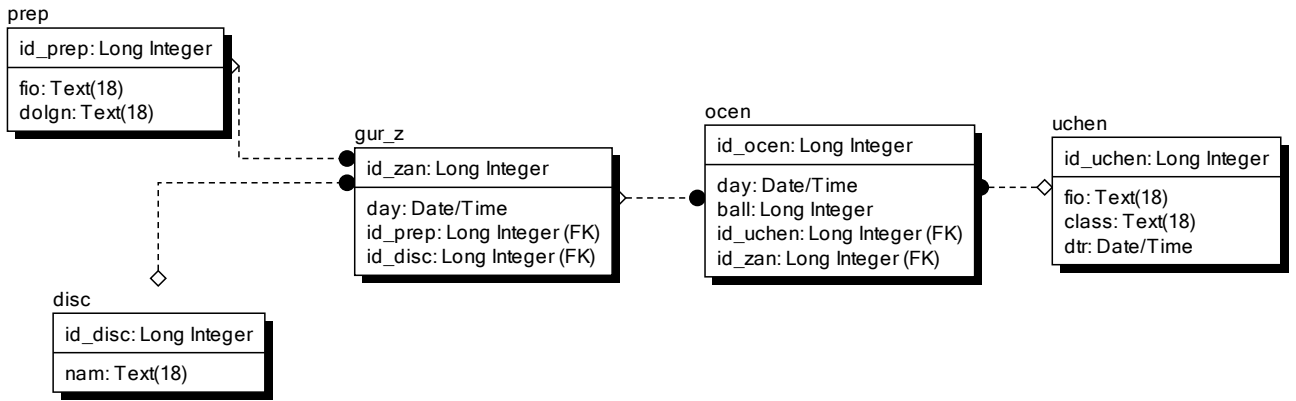 prep
id_prep: Long Integer
fio: Text(18)
dolgn: Text(18)
gur_z
id_zan: Long Integer
day: Date/Time
id_prep: Long Integer (FK)
id_disc: Long Integer (FK)
disc
id_disc: Long Integer
nam: Text(18)
ocen
id_ocen: Long Integer
day: Date/Time
ball: Long Integer
id_uchen: Long Integer (FK)
id_zan: Long Integer (FK)
uchen
id_uchen: Long Integer
fio: Text(18)
class: Text(18)
dtr: Date/Time